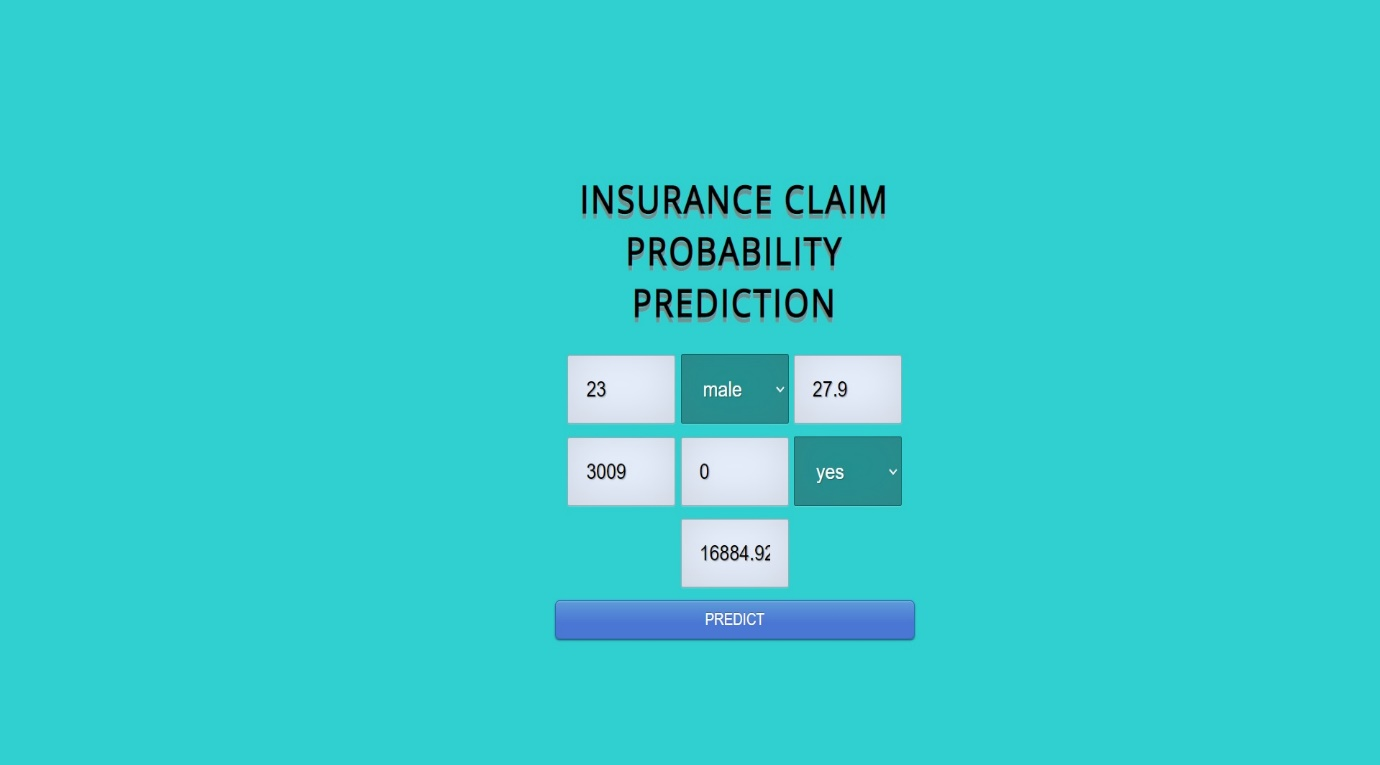 INSURANCE CLAIM
PROBABILITY
PREDICTION
23 male 27.9
3009 0 yes
16884.92
PREDICT